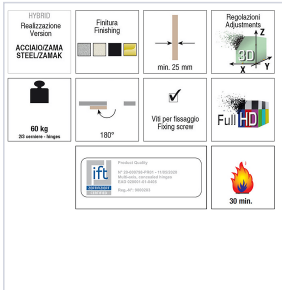 HYBRID
Realizzazione
Version
ACCIAIO/ZAMA
STEEL/ZAMAK
Finitura
Finishing
min. 25 mm
Regolazioni
Adjustments
Z
3D
X
Y
60 kg
2/3 cerniere - hinges
180°
Viti per fissaggio
Fixing screw
Full HD
ift
Product Quality
30 min.